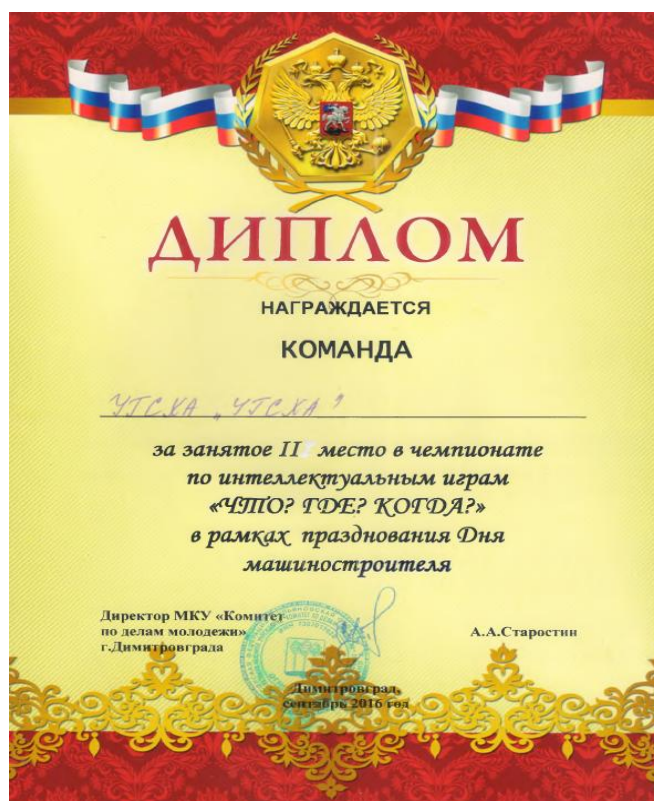 ДИПЛОМ
НАГРАЖДАЕТСЯ
КОМАНДА
УГСХА "УГСХА"
за занятое II место в чемпионате
по интеллектуальным играм
«ЧТО? ГДЕ? КОГДА?»
в рамках празднования Дня
машиностроителя
Директор МКУ «Комитет
по делам молодежи»
г.Димитровграда
А.А.Старостин
Димитровград,
сентябрь 2016 год